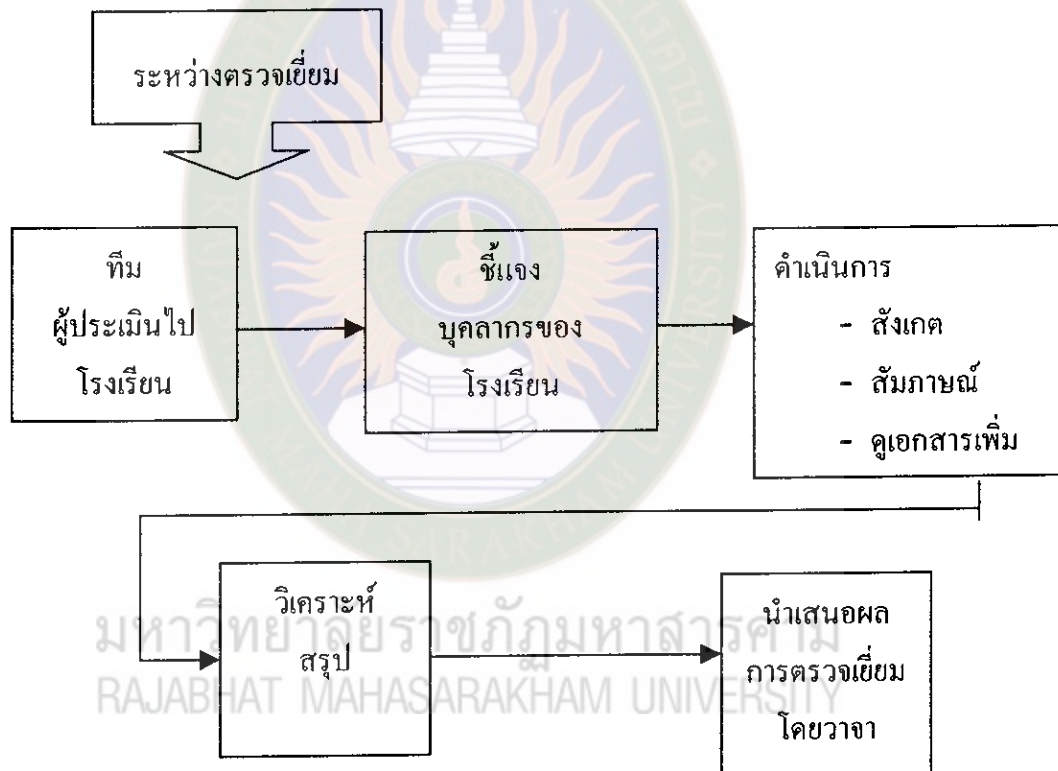 ระหว่างตรวจเยี่ยม
ทีม
ผู้ประเมินไป
โรงเรียน
ชี้แจง
บุคลากรของ
โรงเรียน
ดำเนินการ
- สังเกต
- สัมภาษณ์
- ดูเอกสารเพิ่ม
วิเคราะห์
สรุป
นำเสนอผล
การตรวจเยี่ยม
โดยวาจา
มหาวิทยาลัยราชภัฏมหาสารคาม
RAJABHAT MAHASARAKHAM UNIVERSITY